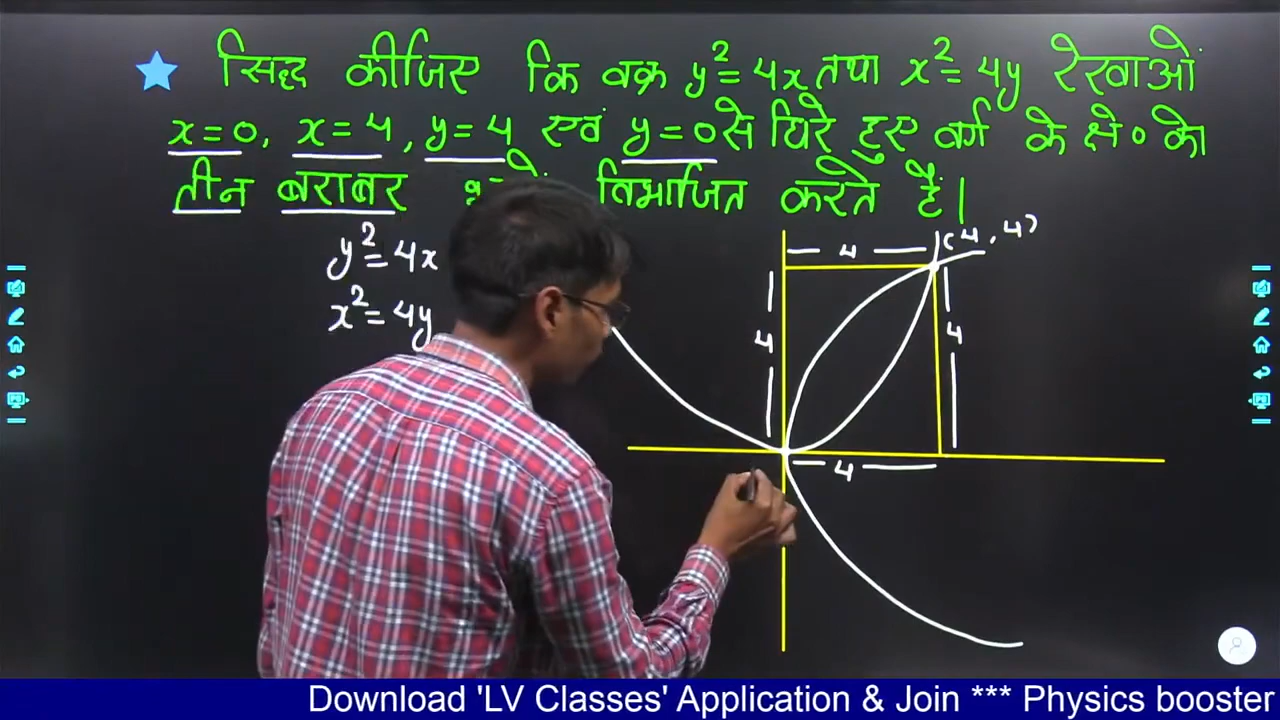 सिद्ध कीजिए कि वक्र y²= 4x तथा x²= 4y रेखाओं
x=0, x=4, y=4 एवं y=0 से घिरे हुए वर्ग के क्षे० को
तीन बराबर विभाजित करते हैं।
y²= 4x
x²= 4y
(4, 4)
4
4
4
4
Download 'LV Classes' Application & Join *** Physics booster